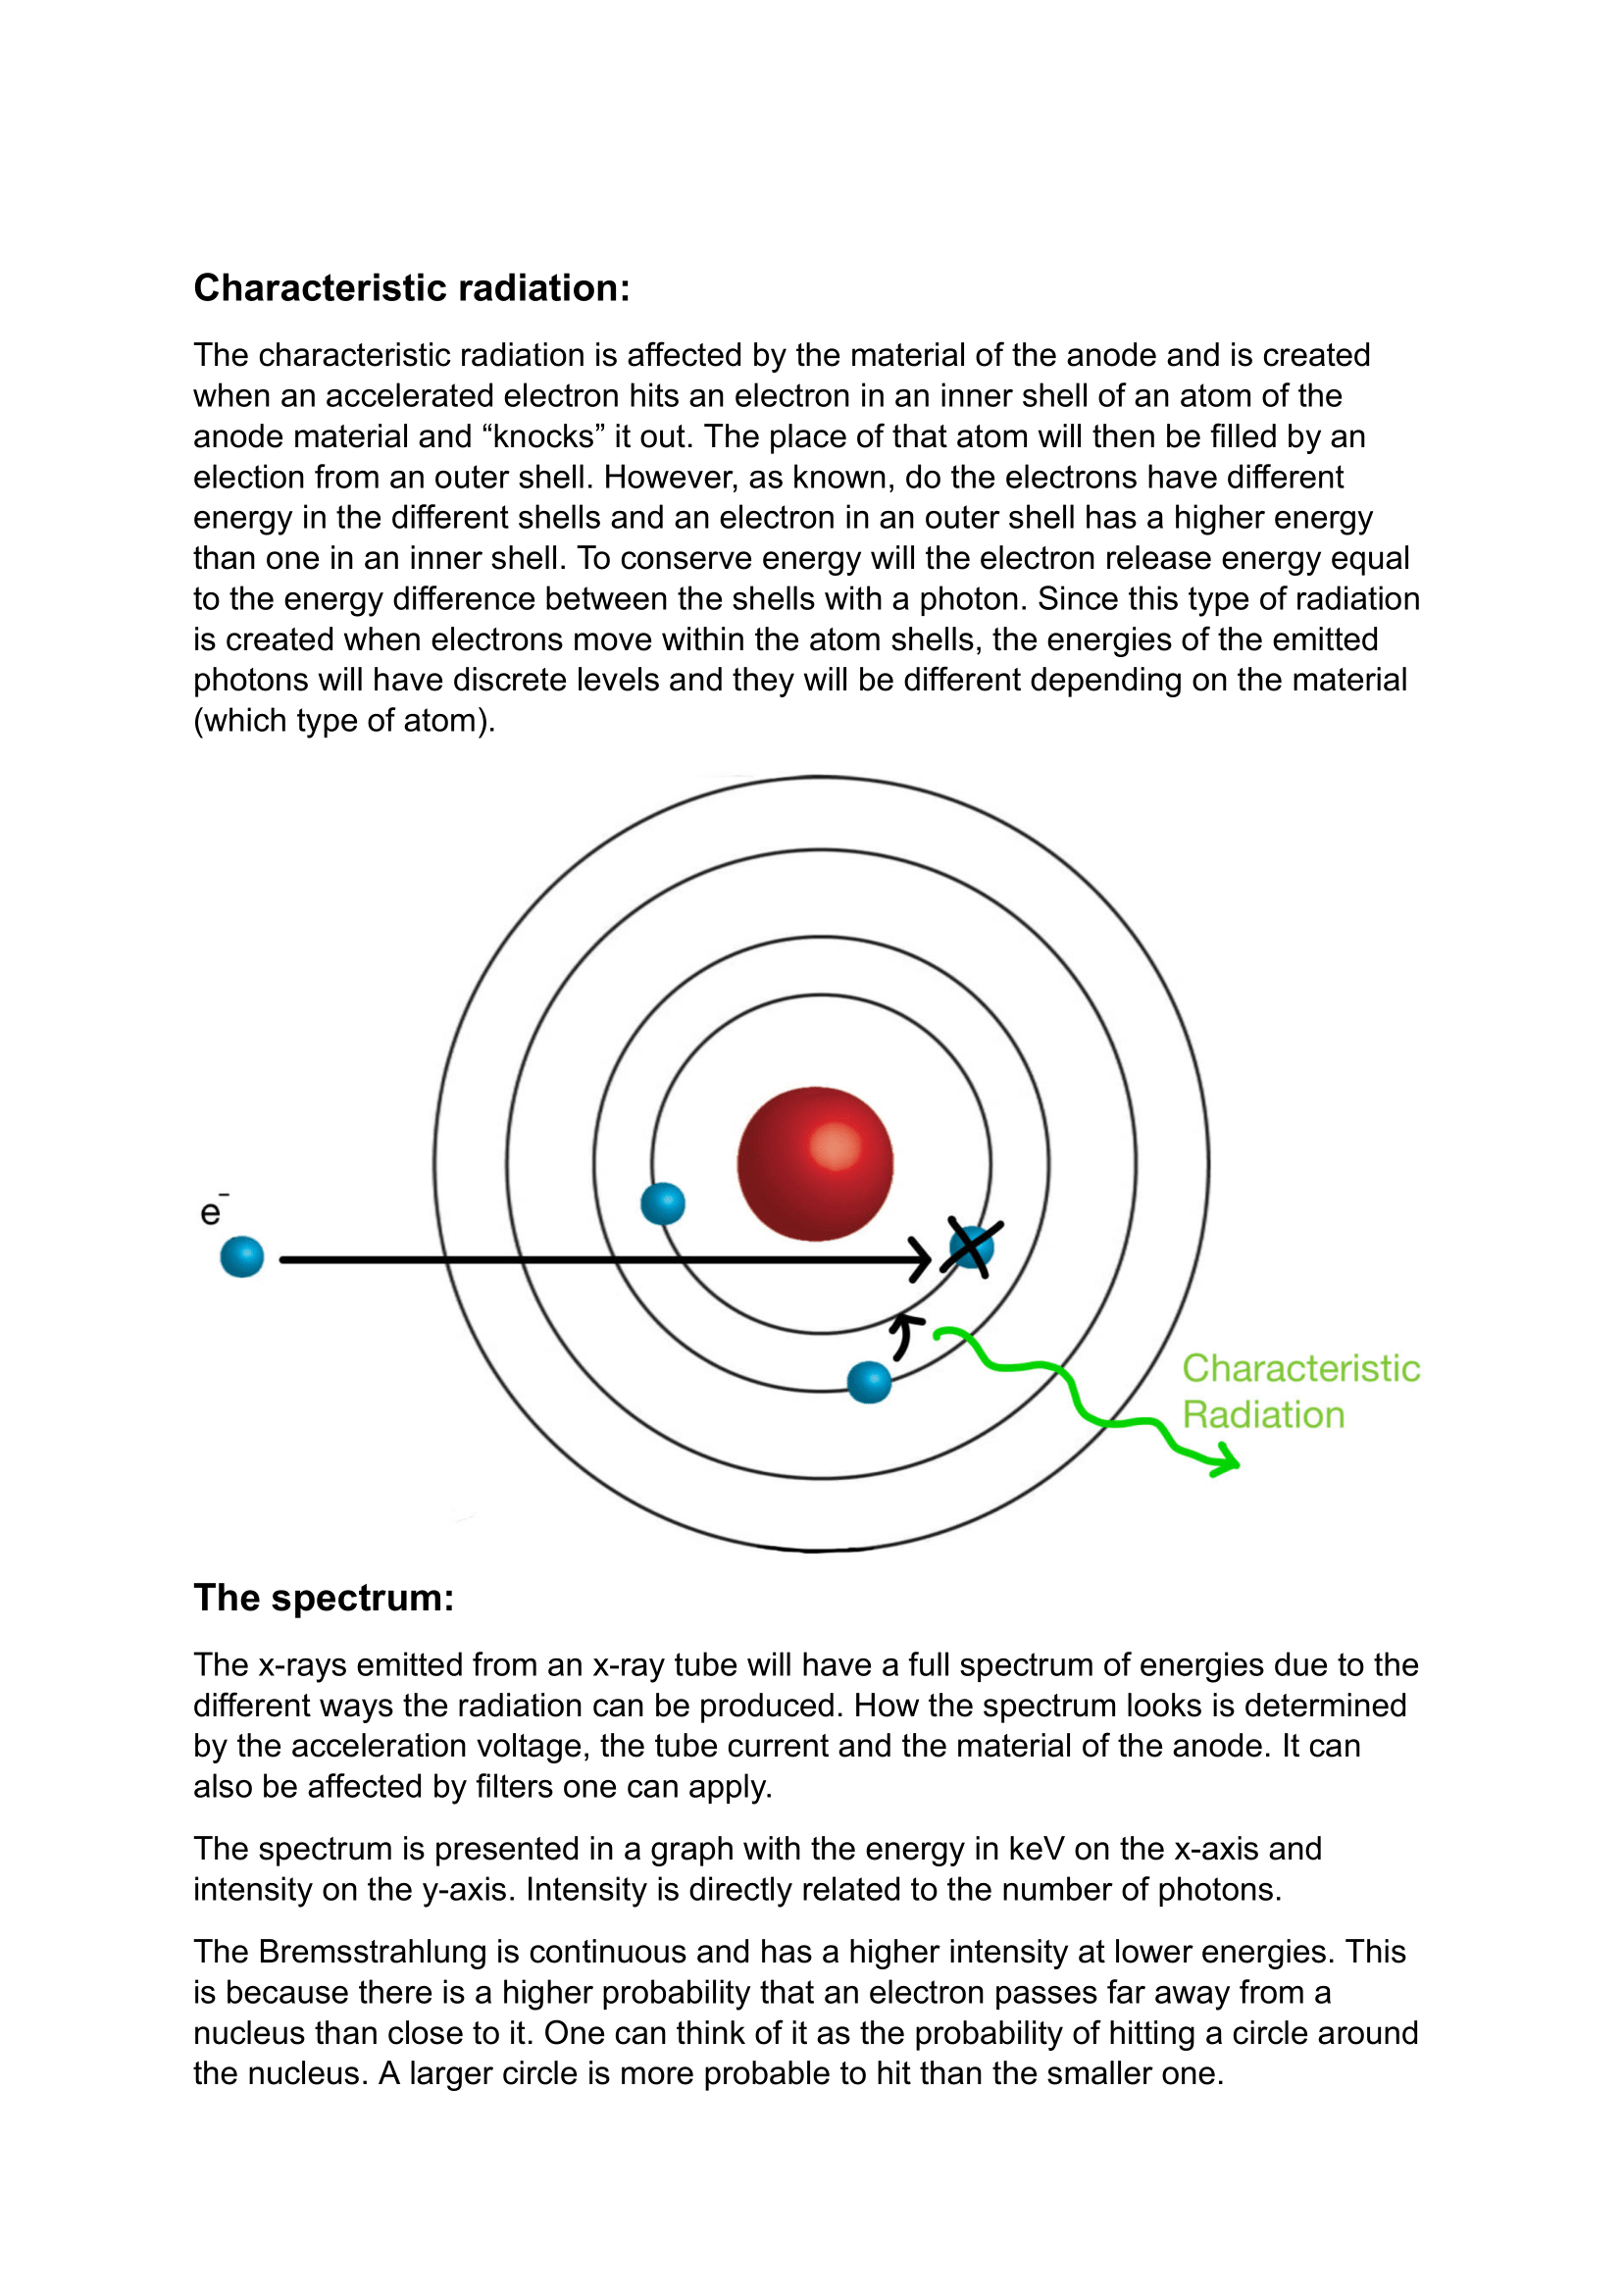 Characteristic radiation:
The characteristic radiation is affected by the material of the anode and is created
when an accelerated electron hits an electron in an inner shell of an atom of the
anode material and “knocks” it out. The place of that atom will then be filled by an
election from an outer shell. However, as known, do the electrons have different
energy in the different shells and an electron in an outer shell has a higher energy
than one in an inner shell. To conserve energy will the electron release energy equal
to the energy difference between the shells with a photon. Since this type of radiation
is created when electrons move within the atom shells, the energies of the emitted
photons will have discrete levels and they will be different depending on the material
(which type of atom).
e⁻
Characteristic
Radiation
The spectrum:
The x-rays emitted from an x-ray tube will have a full spectrum of energies due to the
different ways the radiation can be produced. How the spectrum looks is determined
by the acceleration voltage, the tube current and the material of the anode. It can
also be affected by filters one can apply.
The spectrum is presented in a graph with the energy in keV on the x-axis and
intensity on the y-axis. Intensity is directly related to the number of photons.
The Bremsstrahlung is continuous and has a higher intensity at lower energies. This
is because there is a higher probability that an electron passes far away from a
nucleus than close to it. One can think of it as the probability of hitting a circle around
the nucleus. A larger circle is more probable to hit than the smaller one.